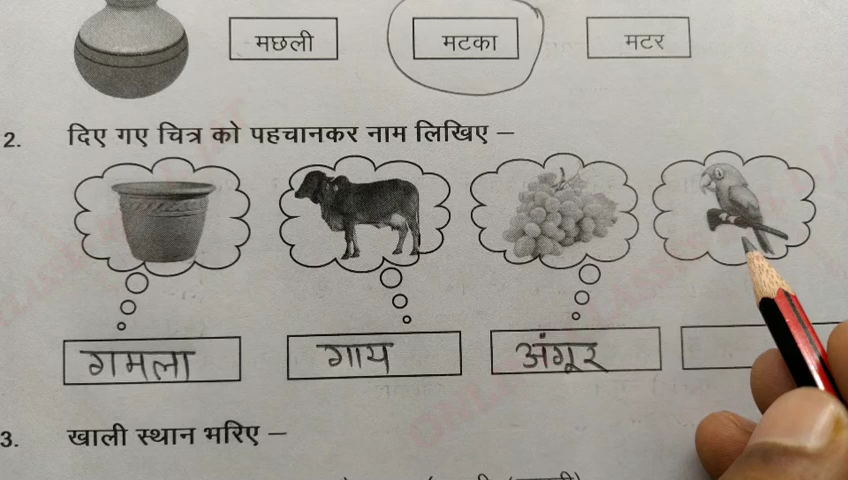 मछली मटका मटर
2. दिए गए चित्र को पहचानकर नाम लिखिए –
गमला गाय अंगूर
3. खाली स्थान भरिए –